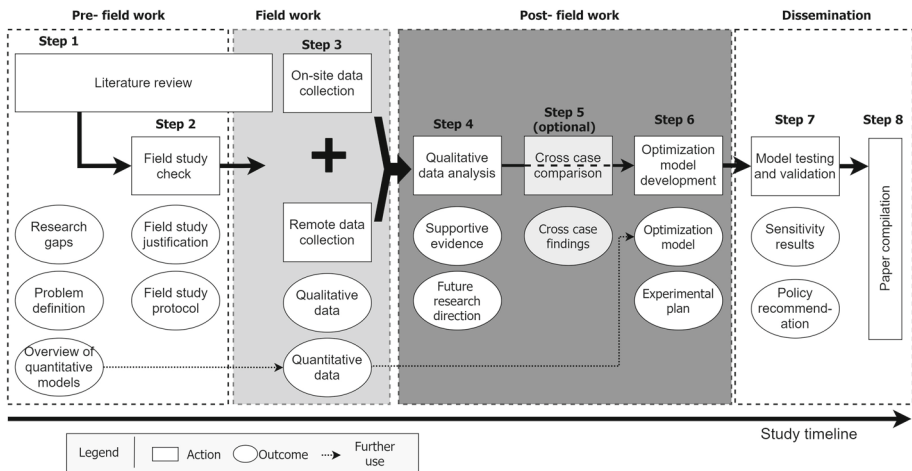 Pre- field work
Field work
Post- field work
Dissemination
Step 1
Literature review
Step 2
Field study
check
Research
gaps
Field study
justification
Problem
definition
Field study
protocol
Overview of
quantitative
models
Step 3
On-site data
collection
+
Remote data
collection
Qualitative
data
Quantitative
data
Step 4
Qualitative
data analysis
Supportive
evidence
Future
research
direction
Step 5
(optional)
Cross case
comparison
Cross case
findings
Step 6
Optimization
model
development
Optimization
model
Experimental
plan
Step 7
Model testing
and validation
Sensitivity
results
Policy
recommend-
ation
Step 8
Paper compilation
Study timeline
Legend
Action
Outcome
Further
use